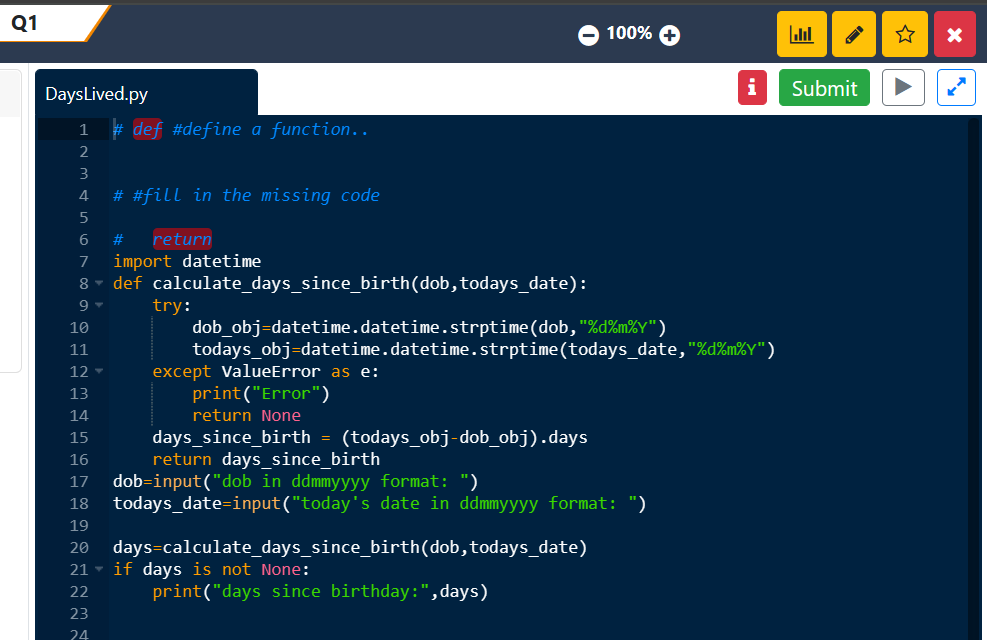 Q1
100%
DaysLived.py
Submit
1 # def #define a function..
2
3
4 # #fill in the missing code
5
6 #   return
7 import datetime
8 def calculate_days_since_birth(dob,todays_date):
9     try:
10         dob_obj=datetime.datetime.strptime(dob,"%d%m%Y")
11         todays_obj=datetime.datetime.strptime(todays_date,"%d%m%Y")
12     except ValueError as e:
13         print("Error")
14         return None
15     days_since_birth = (todays_obj-dob_obj).days
16     return days_since_birth
17 dob=input("dob in ddmmyyyy format: ")
18 todays_date=input("today's date in ddmmyyyy format: ")
19
20 days=calculate_days_since_birth(dob,todays_date)
21 if days is not None:
22     print("days since birthday:",days)
23
24